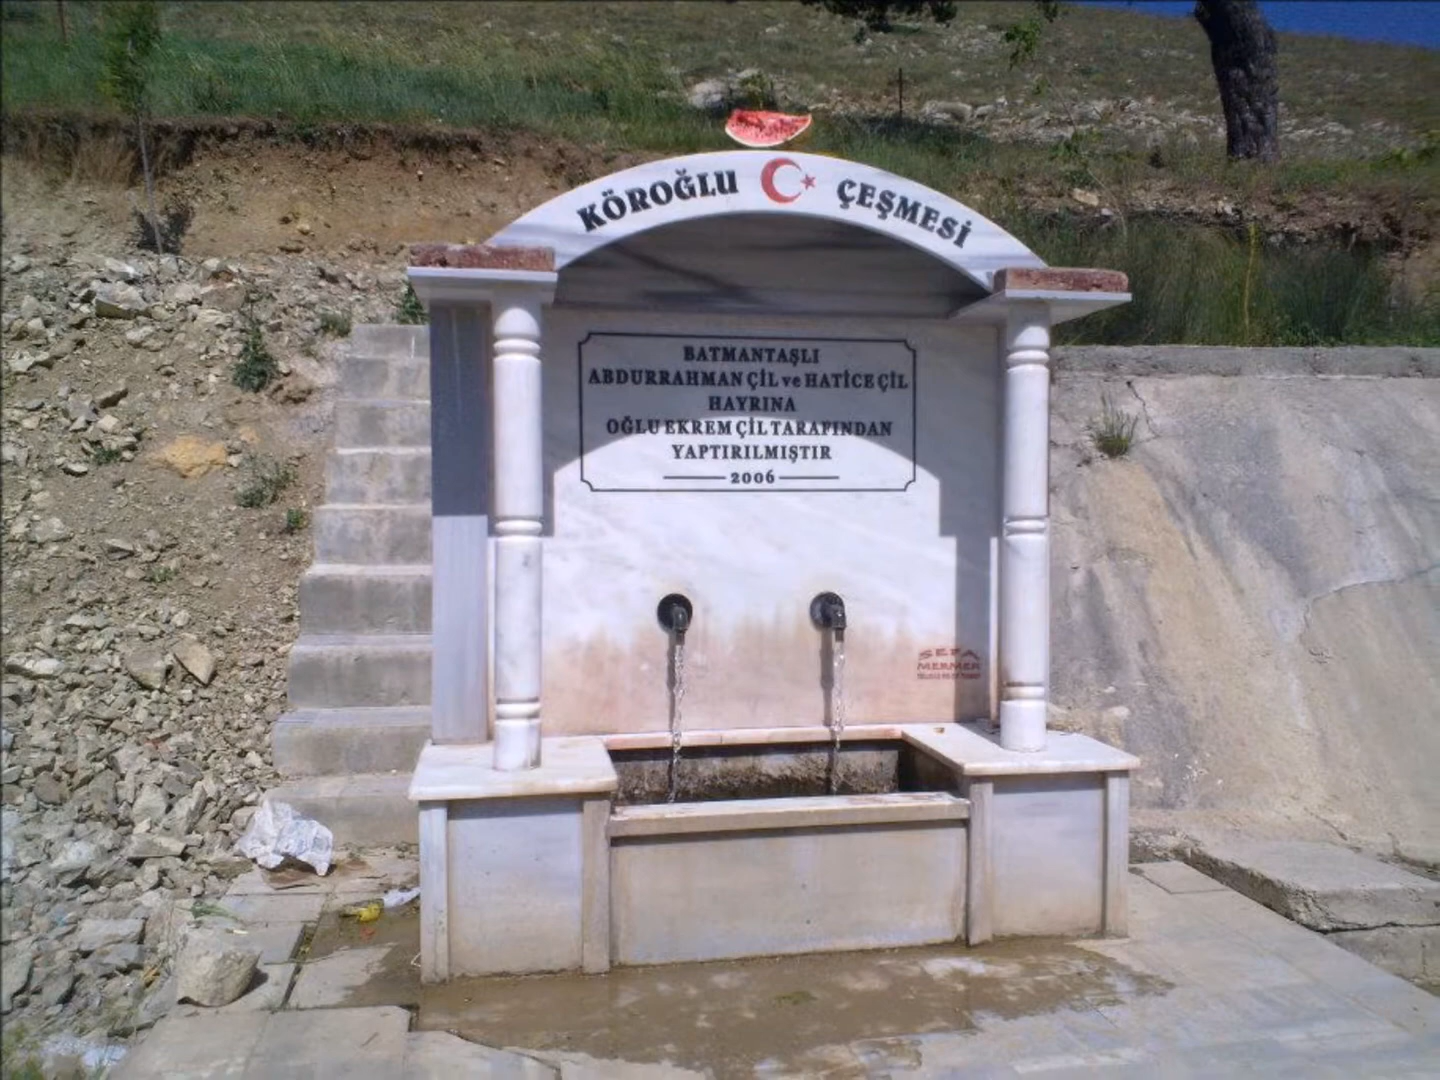 KÖROĞLU ÇEŞMESİ
BATMANTAŞLI
ABDURRAHMAN ÇİL ve HATİCE ÇİL
HAYRINA
OĞLU EKREM ÇİL TARAFINDAN
YAPTIRILMIŞTIR
2006
SEFA
MERMER